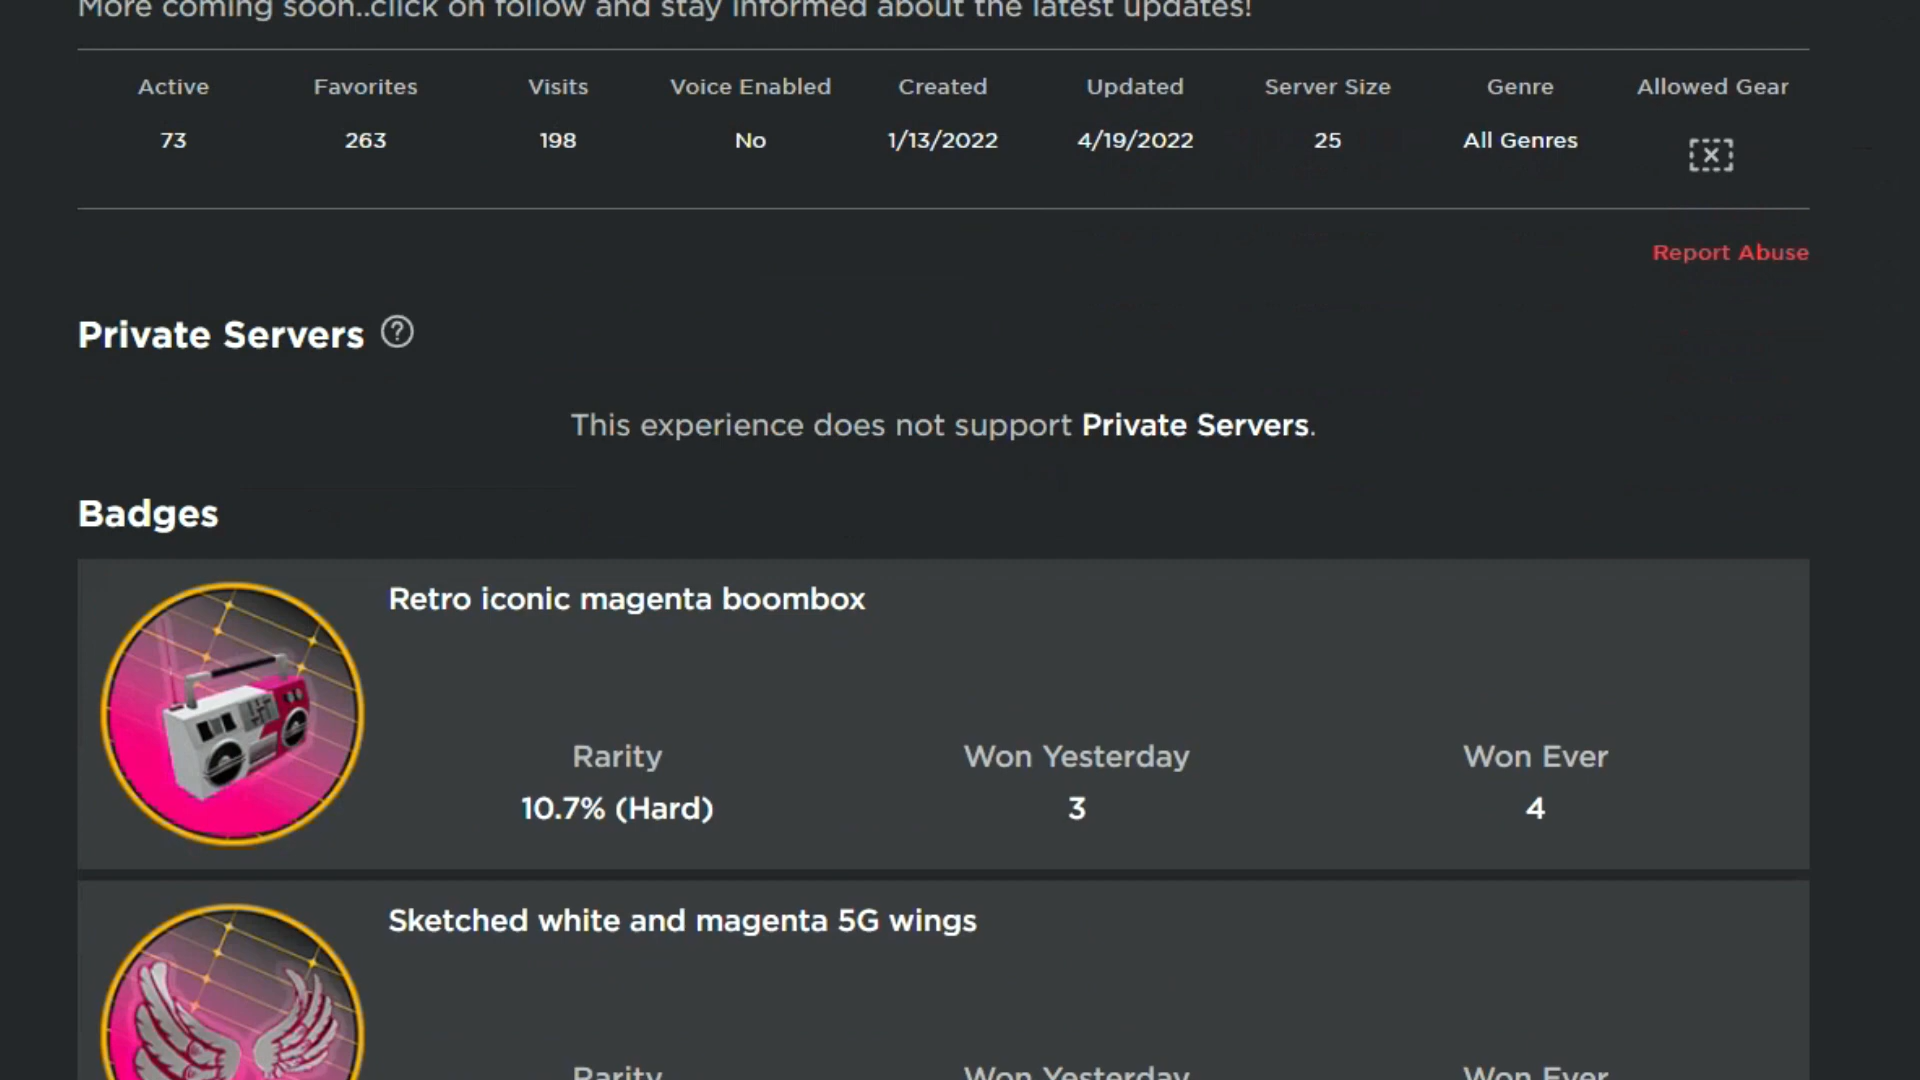 More coming soon..click on follow and stay informed about the latest updates!
Active Favorites Visits Voice Enabled Created Updated Server Size Genre Allowed Gear
73 263 198 No 1/13/2022 4/19/2022 25 All Genres
Report Abuse
Private Servers
This experience does not support Private Servers.
Badges
Retro iconic magenta boombox
Rarity Won Yesterday Won Ever
10.7% (Hard) 3 4
Sketched white and magenta 5G wings
Rarity Won Yesterday Won Ever